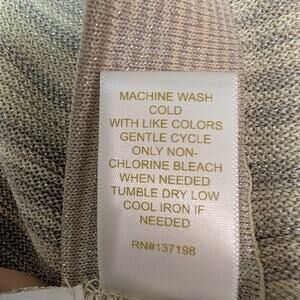 MACHINE WASH
COLD
WITH LIKE COLORS
GENTLE CYCLE
ONLY NON-
CHLORINE BLEACH
WHEN NEEDED
TUMBLE DRY LOW
COOL IRON IF
NEEDED
RN#137198